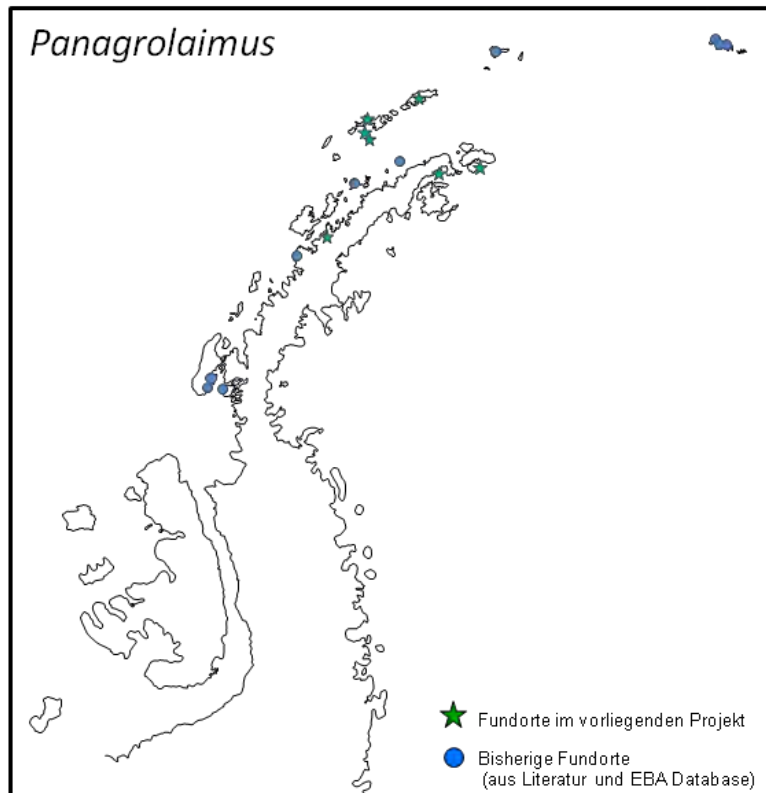 Panagrolaimus
Fundorte im vorliegenden Projekt
Bisherige Fundorte
(aus Literatur und EBA Database)